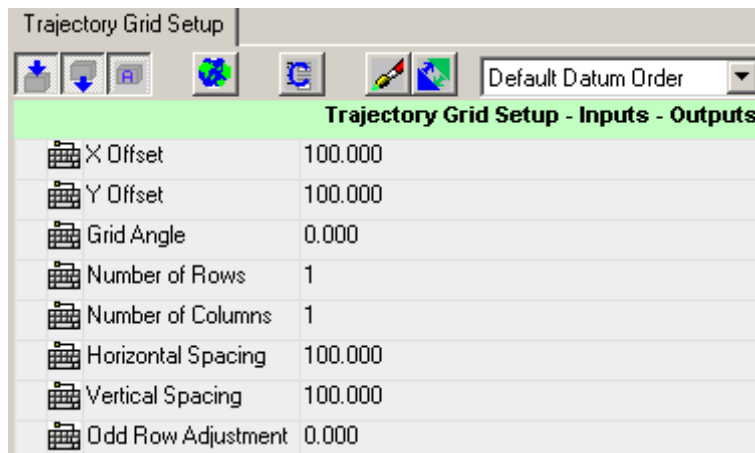 Trajectory Grid Setup
A C Default Datum Order
Trajectory Grid Setup - Inputs - Outputs
X Offset 100.000
Y Offset 100.000
Grid Angle 0.000
Number of Rows 1
Number of Columns 1
Horizontal Spacing 100.000
Vertical Spacing 100.000
Odd Row Adjustment 0.000